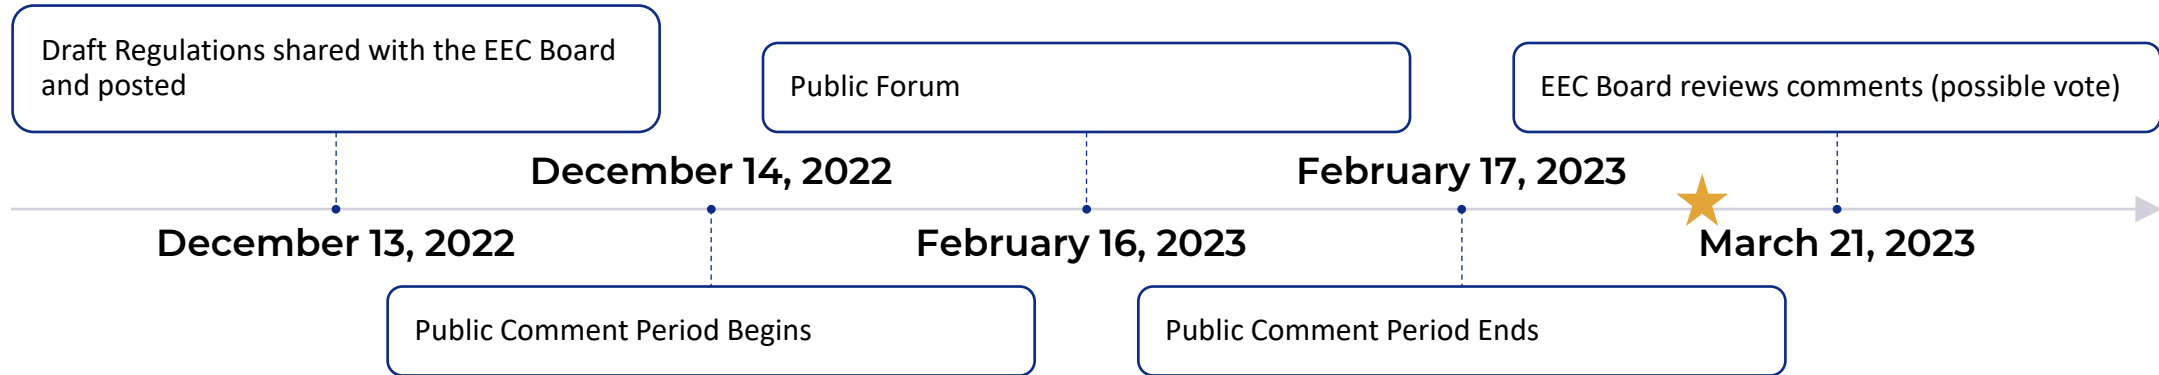 Draft Regulations shared with the EEC Board
and posted
Public Forum
EEC Board reviews comments (possible vote)
December 14, 2022
February 17, 2023
December 13, 2022
February 16, 2023
March 21, 2023
Public Comment Period Begins
Public Comment Period Ends